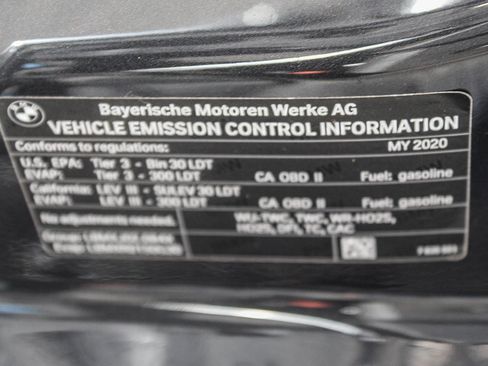 BMW
Bayerische Motoren Werke AG
VEHICLE EMISSION CONTROL INFORMATION
Conforms to regulations: MY 2020
U.S. EPA: Tier 3 - Bin 30 LDT
EVAP: Tier 3 - 300 LDT CA OBD II Fuel: gasoline
California: LEV III - SULEV 30 LDT
EVAP: LEV III - 300 LDT CA OBD II Fuel: gasoline
No adjustments needed. WU-TWC, TWC, WR-HO2S,
HO2S, DFI, TC, CAC
Group:
Evap: